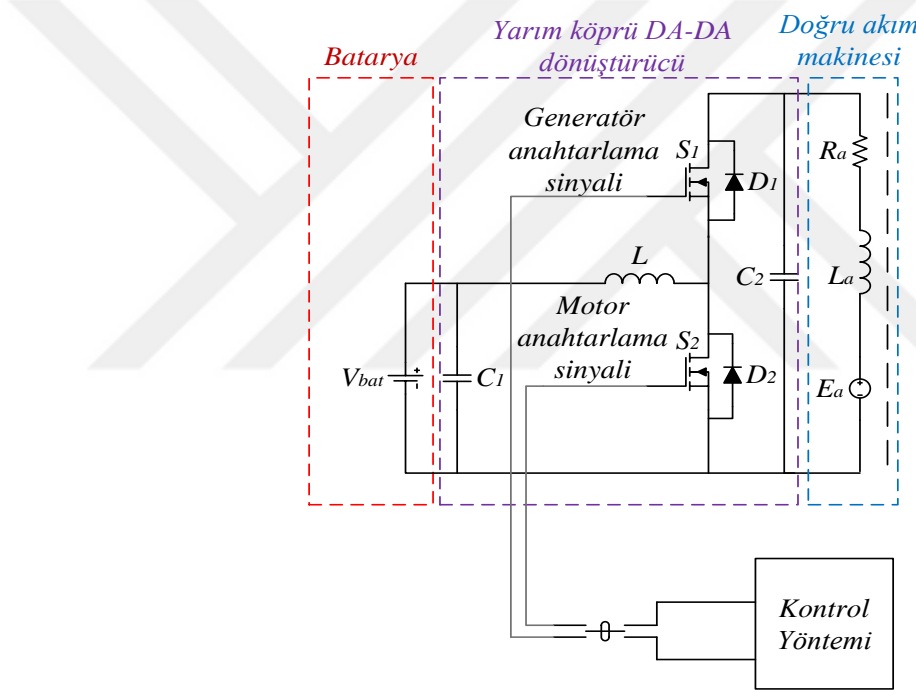 Batarya
Yarım köprü DA-DA
dönüştürücü
Doğru akım
makinesi
Generatör
anahtarlama
sinyali
S1
D1
Ra
L
C2
La
Motor
anahtarlama
sinyali
S2
D2
Vbat
C1
Ea
Kontrol
Yöntemi